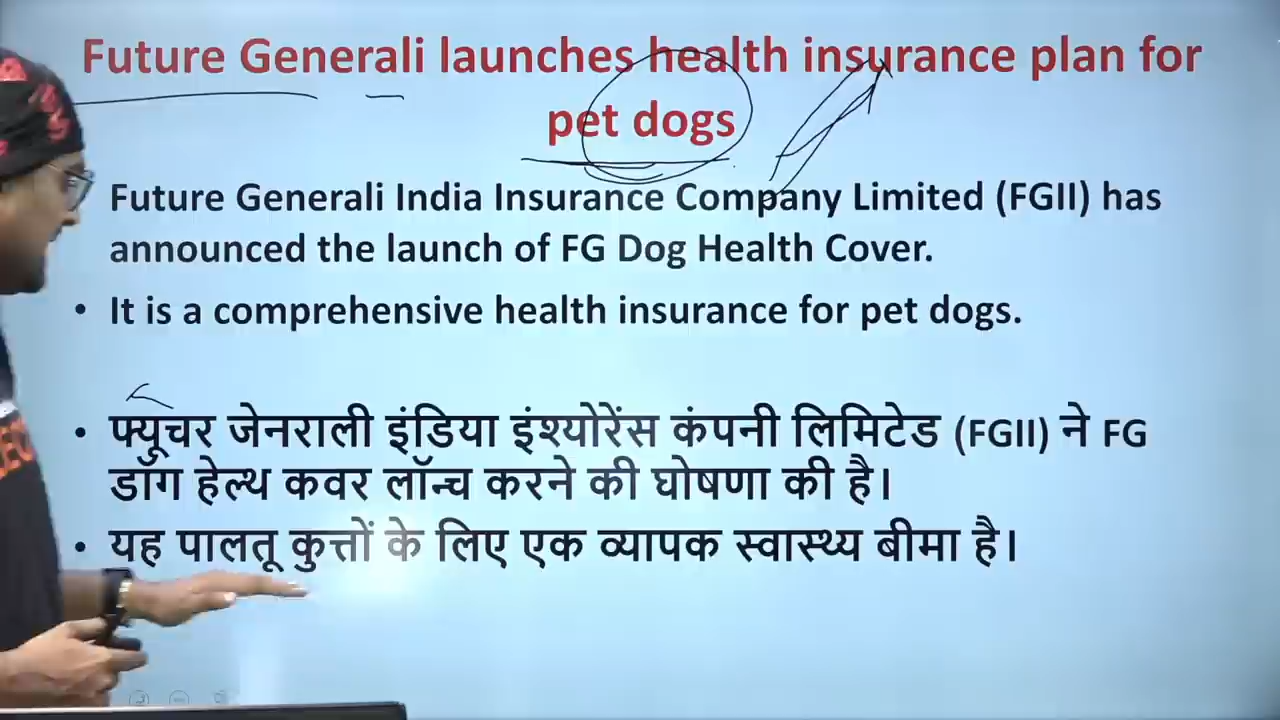 Future Generali launches health insurance plan for
pet dogs
Future Generali India Insurance Company Limited (FGII) has
announced the launch of FG Dog Health Cover.
• It is a comprehensive health insurance for pet dogs.
• फ्यूचर जेनराली इंडिया इंश्योरेंस कंपनी लिमिटेड (FGII) ने FG
डॉग हेल्थ कवर लॉन्च करने की घोषणा की है।
• यह पालतू कुत्तों के लिए एक व्यापक स्वास्थ्य बीमा है।